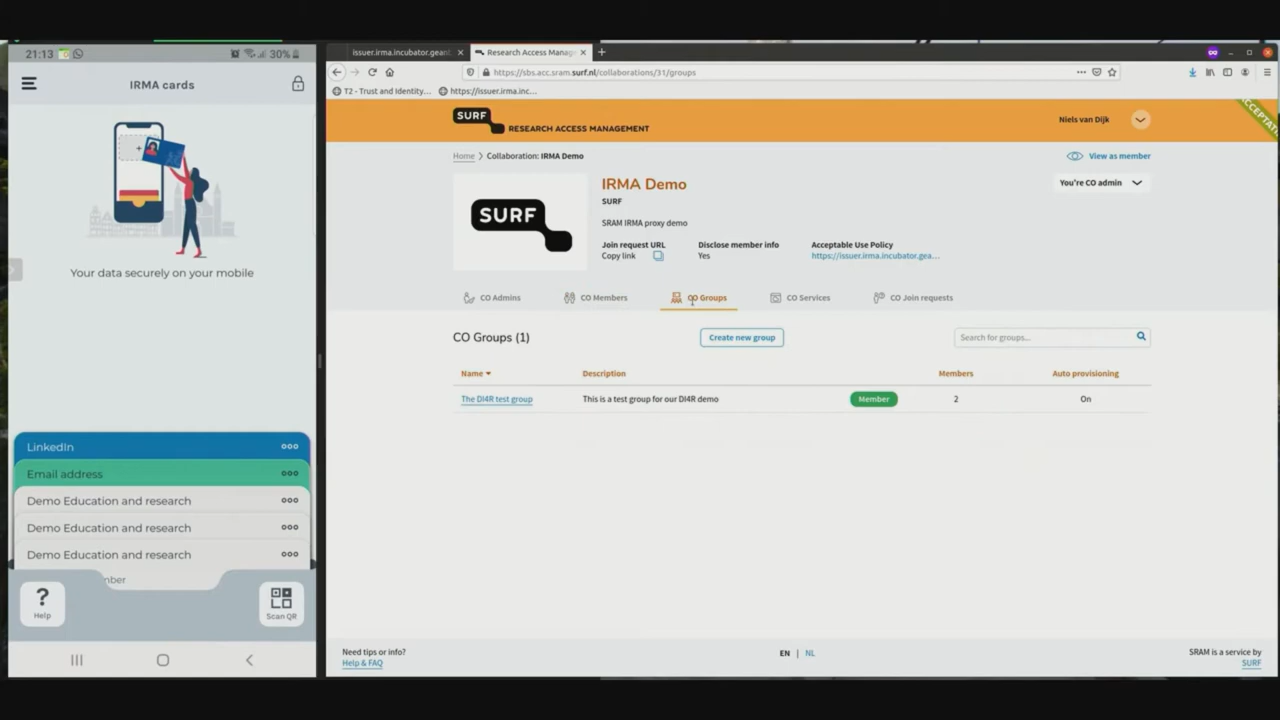 21:13
30%
IRMA cards
Your data securely on your mobile
LinkedIn
Email address
Demo Education and research
Demo Education and research
Demo Education and research
mber
?
Help
Scan QR
issuer.irma.incubator.geant
Research Access Manage
https://sbs.acc.sram.surf.nl/collaborations/31/groups
T2 - Trust and Identity...
https://issuer.irma.inc...
SURF
RESEARCH ACCESS MANAGEMENT
Niels van Dijk
Home > Collaboration: IRMA Demo
View as member
SURF
IRMA Demo
You're CO admin
SURF
SRAM IRMA proxy demo
Join request URL
Disclose member info
Acceptable Use Policy
Copy link
Yes
https://issuer.irma.incubator.gea...
CO Admins
CO Members
CO Groups
CO Services
CO Join requests
CO Groups (1)
Create new group
Search for groups...
Name
Description
Members
Auto provisioning
The DI4R test group
This is a test group for our DI4R demo
Member
2
On
Need tips or info?
Help & FAQ
EN | NL
SRAM is a service by
SURF